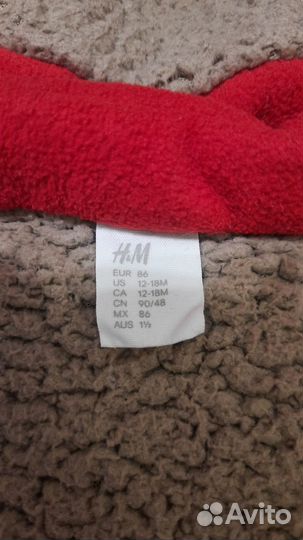 H&M
EUR 86
US 12-18M
CA 12-18M
CN 90/48
MX 86
AUS 1½
Avito